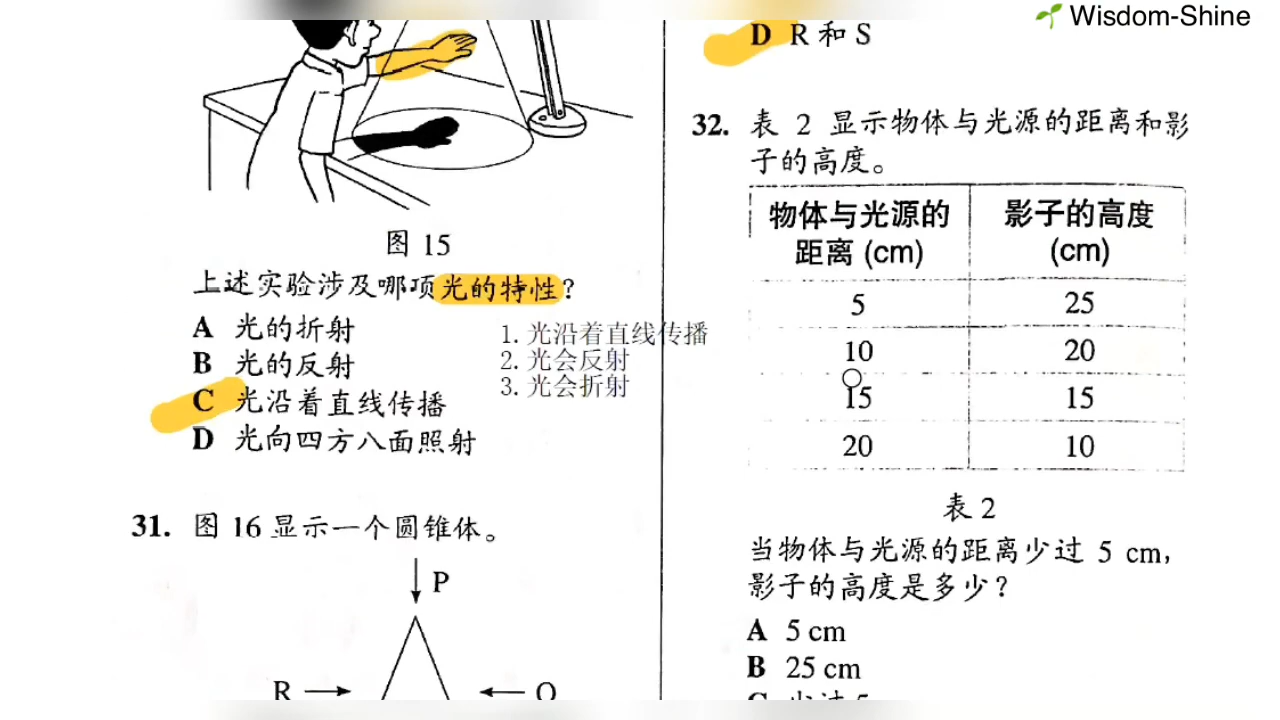 Wisdom-Shine
图 15
上述实验涉及哪项光的特性？
A 光的折射
B 光的反射
C 光沿着直线传播
D 光向四方八面照射
1. 光沿着直线传播
2. 光会反射
3. 光会折射
31. 图 16 显示一个圆锥体。
P
R
Q
D R 和 S
32. 表 2 显示物体与光源的距离和影
子的高度。
物体与光源的
距离 (cm)
影子的高度
(cm)
5 25
10 20
15 15
20 10
表 2
当物体与光源的距离少过 5 cm,
影子的高度是多少？
A 5 cm
B 25 cm